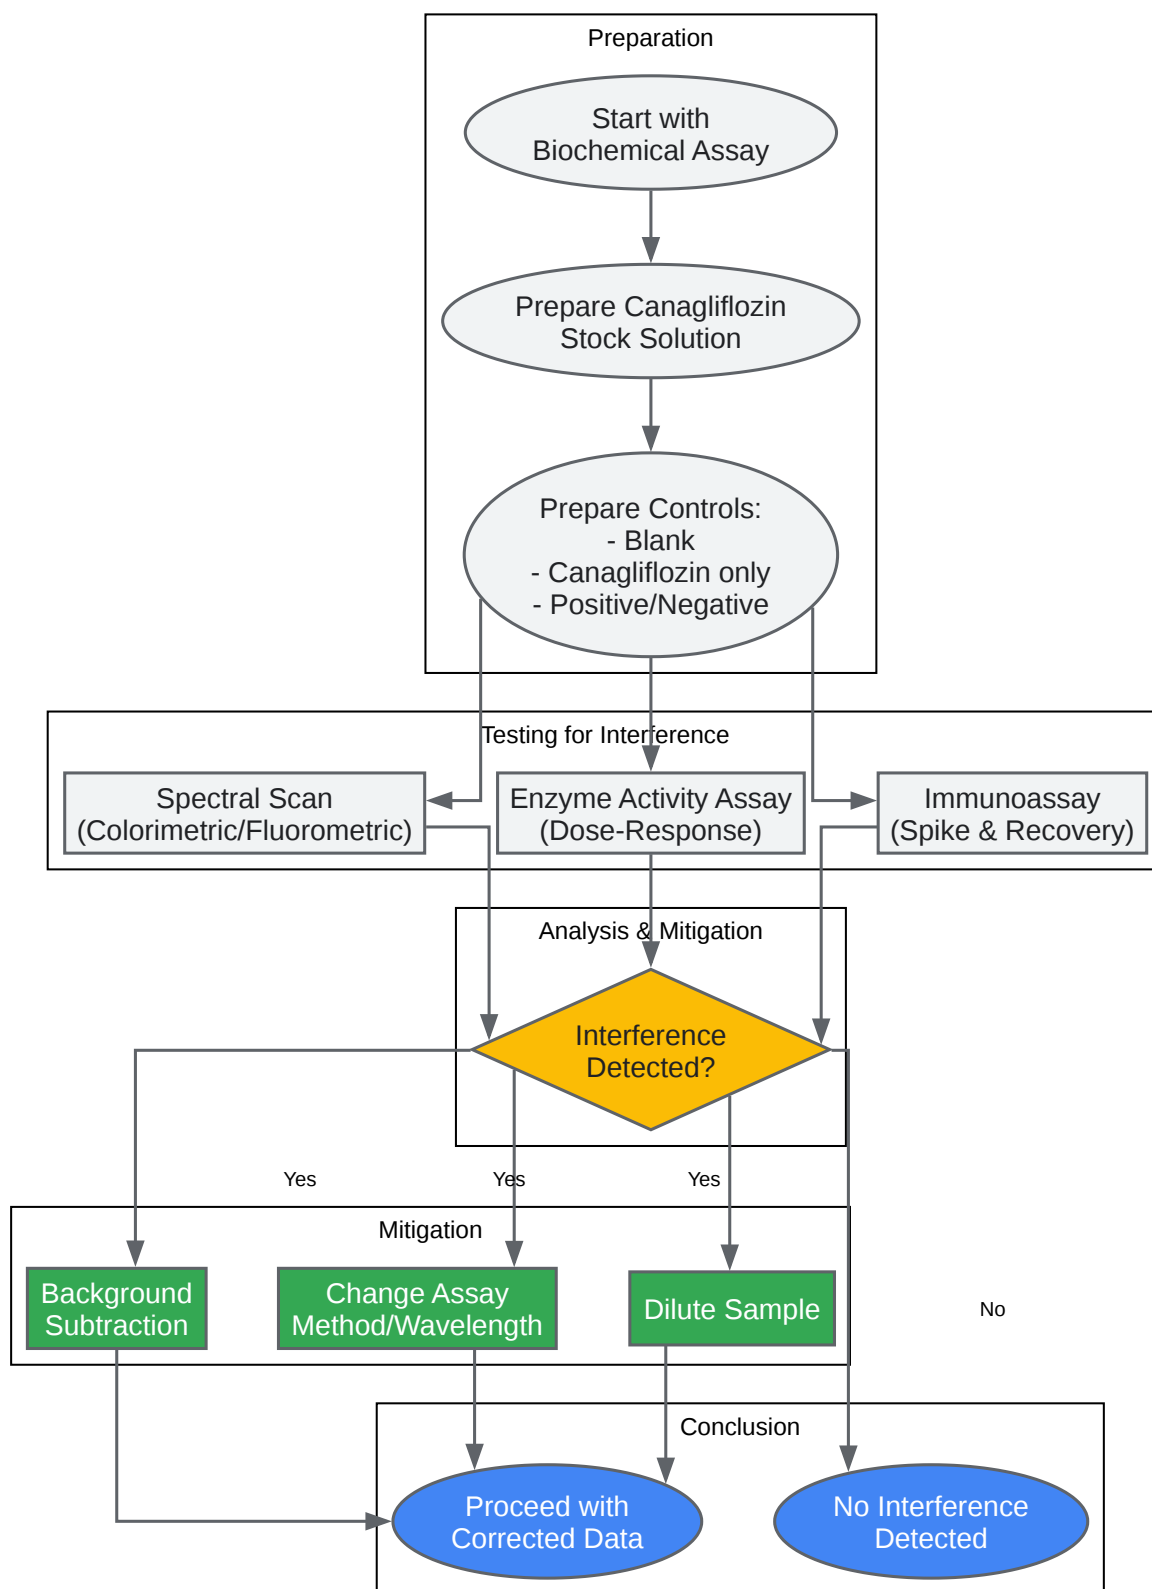 Preparation
Start with
Biochemical Assay
Prepare Canagliflozin
Stock Solution
Prepare Controls:
- Blank
- Canagliflozin only
- Positive/Negative
Testing for Interference
Spectral Scan
(Colorimetric/Fluorometric)
Enzyme Activity Assay
(Dose-Response)
Immunoassay
(Spike & Recovery)
Analysis & Mitigation
Interference
Detected?
Yes
Yes
Yes
No
Mitigation
Background
Subtraction
Change Assay
Method/Wavelength
Dilute Sample
Conclusion
Proceed with
Corrected Data
No Interference
Detected